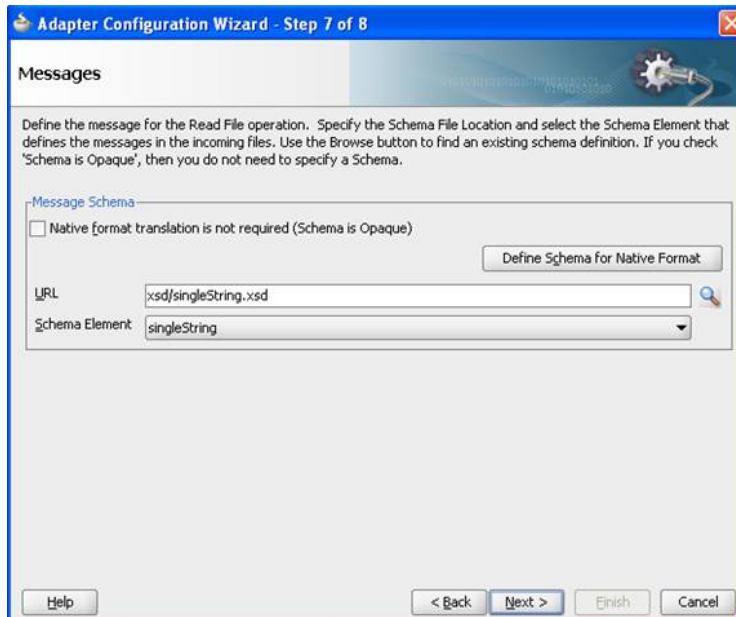 Adapter Configuration Wizard - Step 7 of 8
Messages
Define the message for the Read File operation. Specify the Schema File Location and select the Schema Element that
defines the messages in the incoming files. Use the Browse button to find an existing schema definition. If you check
'Schema is Opaque', then you do not need to specify a Schema.
Message Schema
Native format translation is not required (Schema is Opaque)
Define Schema for Native Format
URL xsd/singleString.xsd
Schema Element singleString
Help < Back Next > Finish Cancel